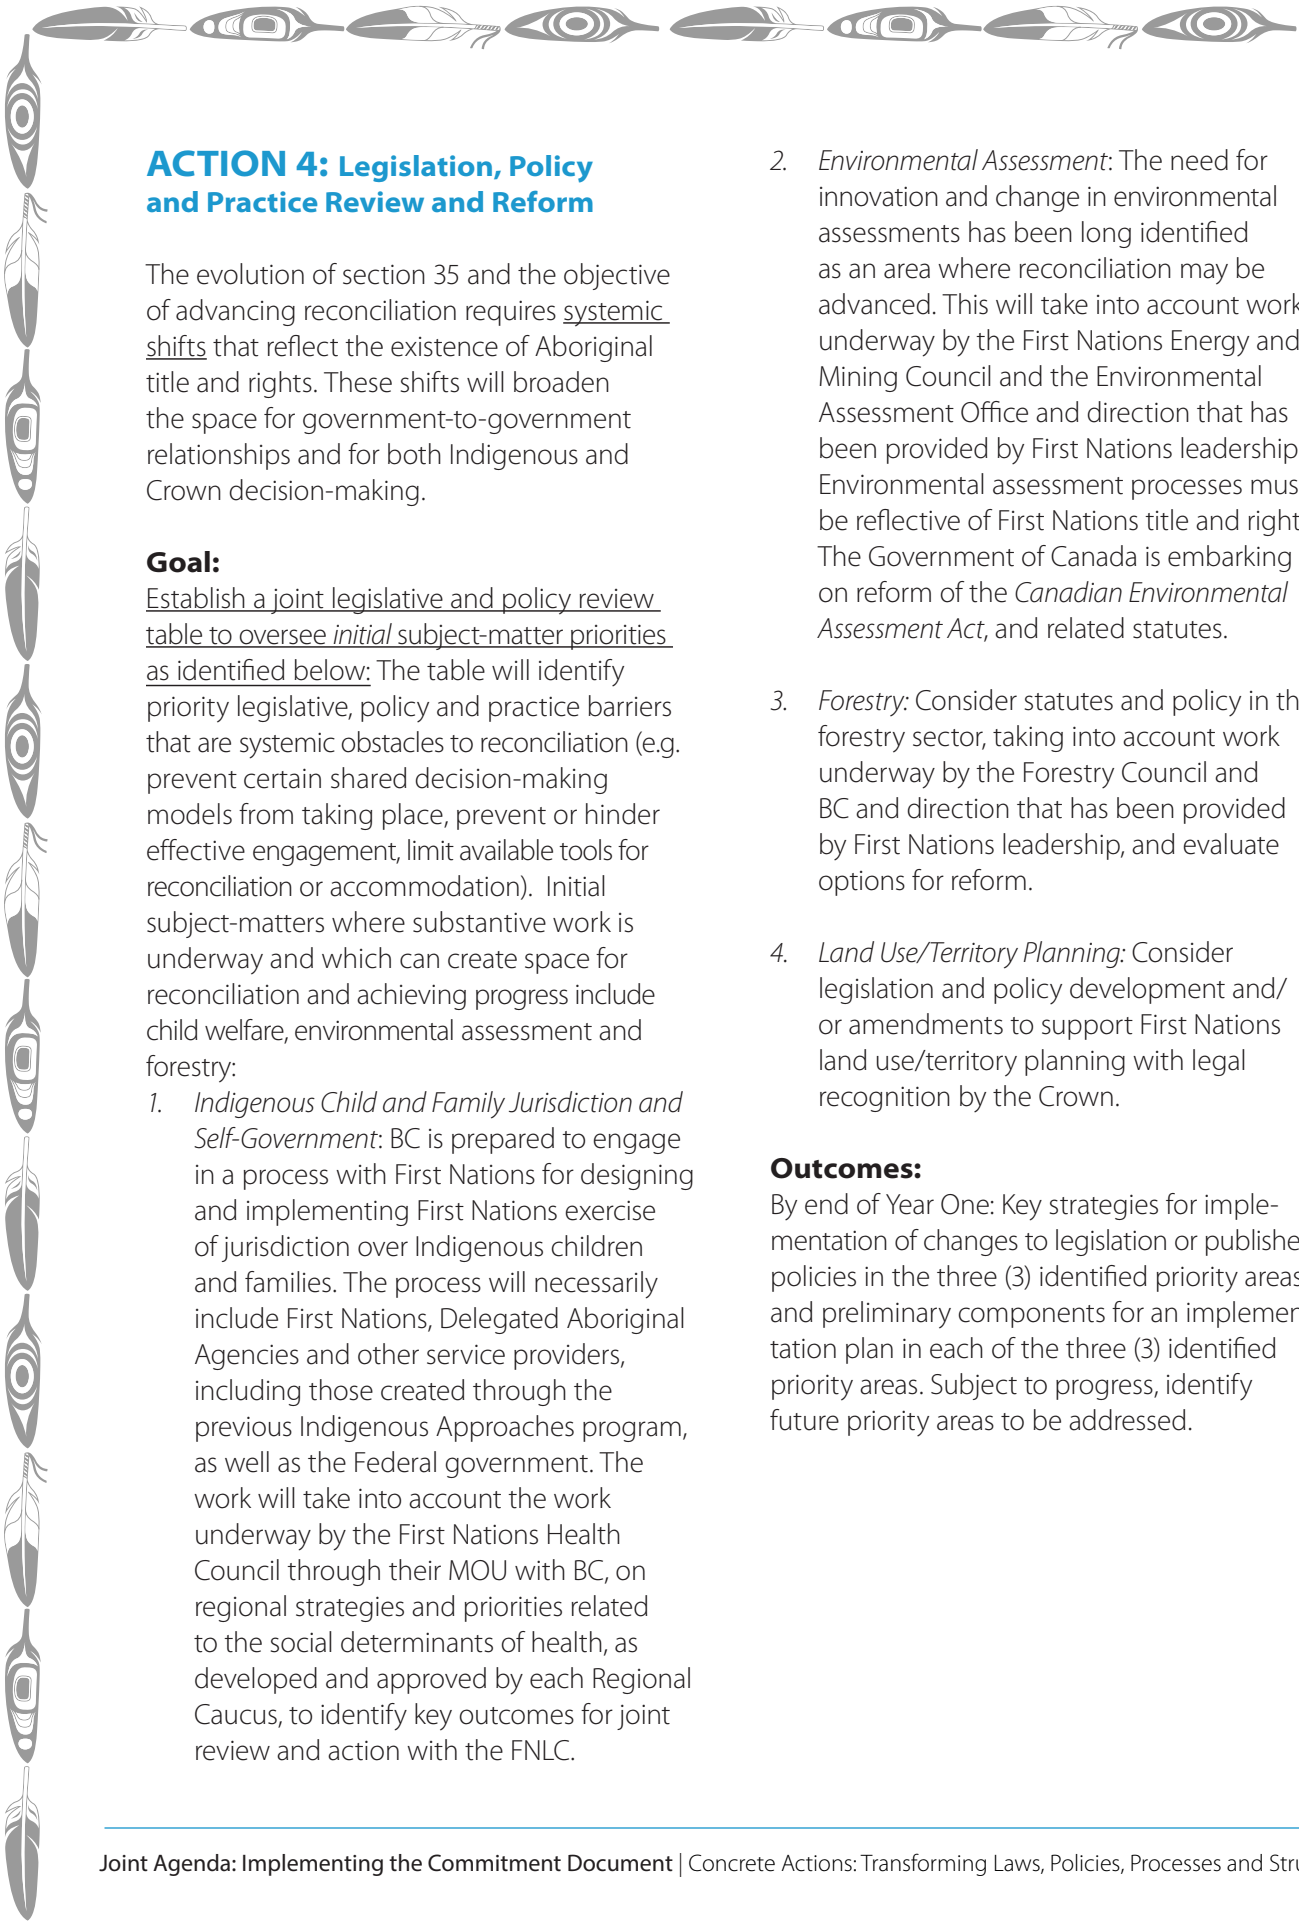 ACTION 4: Legislation, Policy
and Practice Review and Reform
The evolution of section 35 and the objective
of advancing reconciliation requires systemic
shifts that reflect the existence of Aboriginal
title and rights. These shifts will broaden
the space for government-to-government
relationships and for both Indigenous and
Crown decision-making.
Goal:
Establish a joint legislative and policy review
table to oversee initial subject-matter priorities
as identified below: The table will identify
priority legislative, policy and practice barriers
that are systemic obstacles to reconciliation (e.g.
prevent certain shared decision-making
models from taking place, prevent or hinder
effective engagement, limit available tools for
reconciliation or accommodation). Initial
subject-matters where substantive work is
underway and which can create space for
reconciliation and achieving progress include
child welfare, environmental assessment and
forestry:
1. Indigenous Child and Family Jurisdiction and
Self-Government: BC is prepared to engage
in a process with First Nations for designing
and implementing First Nations exercise
of jurisdiction over Indigenous children
and families. The process will necessarily
include First Nations, Delegated Aboriginal
Agencies and other service providers,
including those created through the
previous Indigenous Approaches program,
as well as the Federal government. The
work will take into account the work
underway by the First Nations Health
Council through their MOU with BC, on
regional strategies and priorities related
to the social determinants of health, as
developed and approved by each Regional
Caucus, to identify key outcomes for joint
review and action with the FNLC.
2. Environmental Assessment: The need for
innovation and change in environmental
assessments has been long identified
as an area where reconciliation may be
advanced. This will take into account work
underway by the First Nations Energy and
Mining Council and the Environmental
Assessment Office and direction that has
been provided by First Nations leadership
Environmental assessment processes mus
be reflective of First Nations title and right
The Government of Canada is embarking
on reform of the Canadian Environmental
Assessment Act, and related statutes.
3. Forestry: Consider statutes and policy in th
forestry sector, taking into account work
underway by the Forestry Council and
BC and direction that has been provided
by First Nations leadership, and evaluate
options for reform.
4. Land Use/Territory Planning: Consider
legislation and policy development and/
or amendments to support First Nations
land use/territory planning with legal
recognition by the Crown.
Outcomes:
By end of Year One: Key strategies for imple-
mentation of changes to legislation or publishe
policies in the three (3) identified priority areas
and preliminary components for an implemen
tation plan in each of the three (3) identified
priority areas. Subject to progress, identify
future priority areas to be addressed.
Joint Agenda: Implementing the Commitment Document | Concrete Actions: Transforming Laws, Policies, Processes and Stru